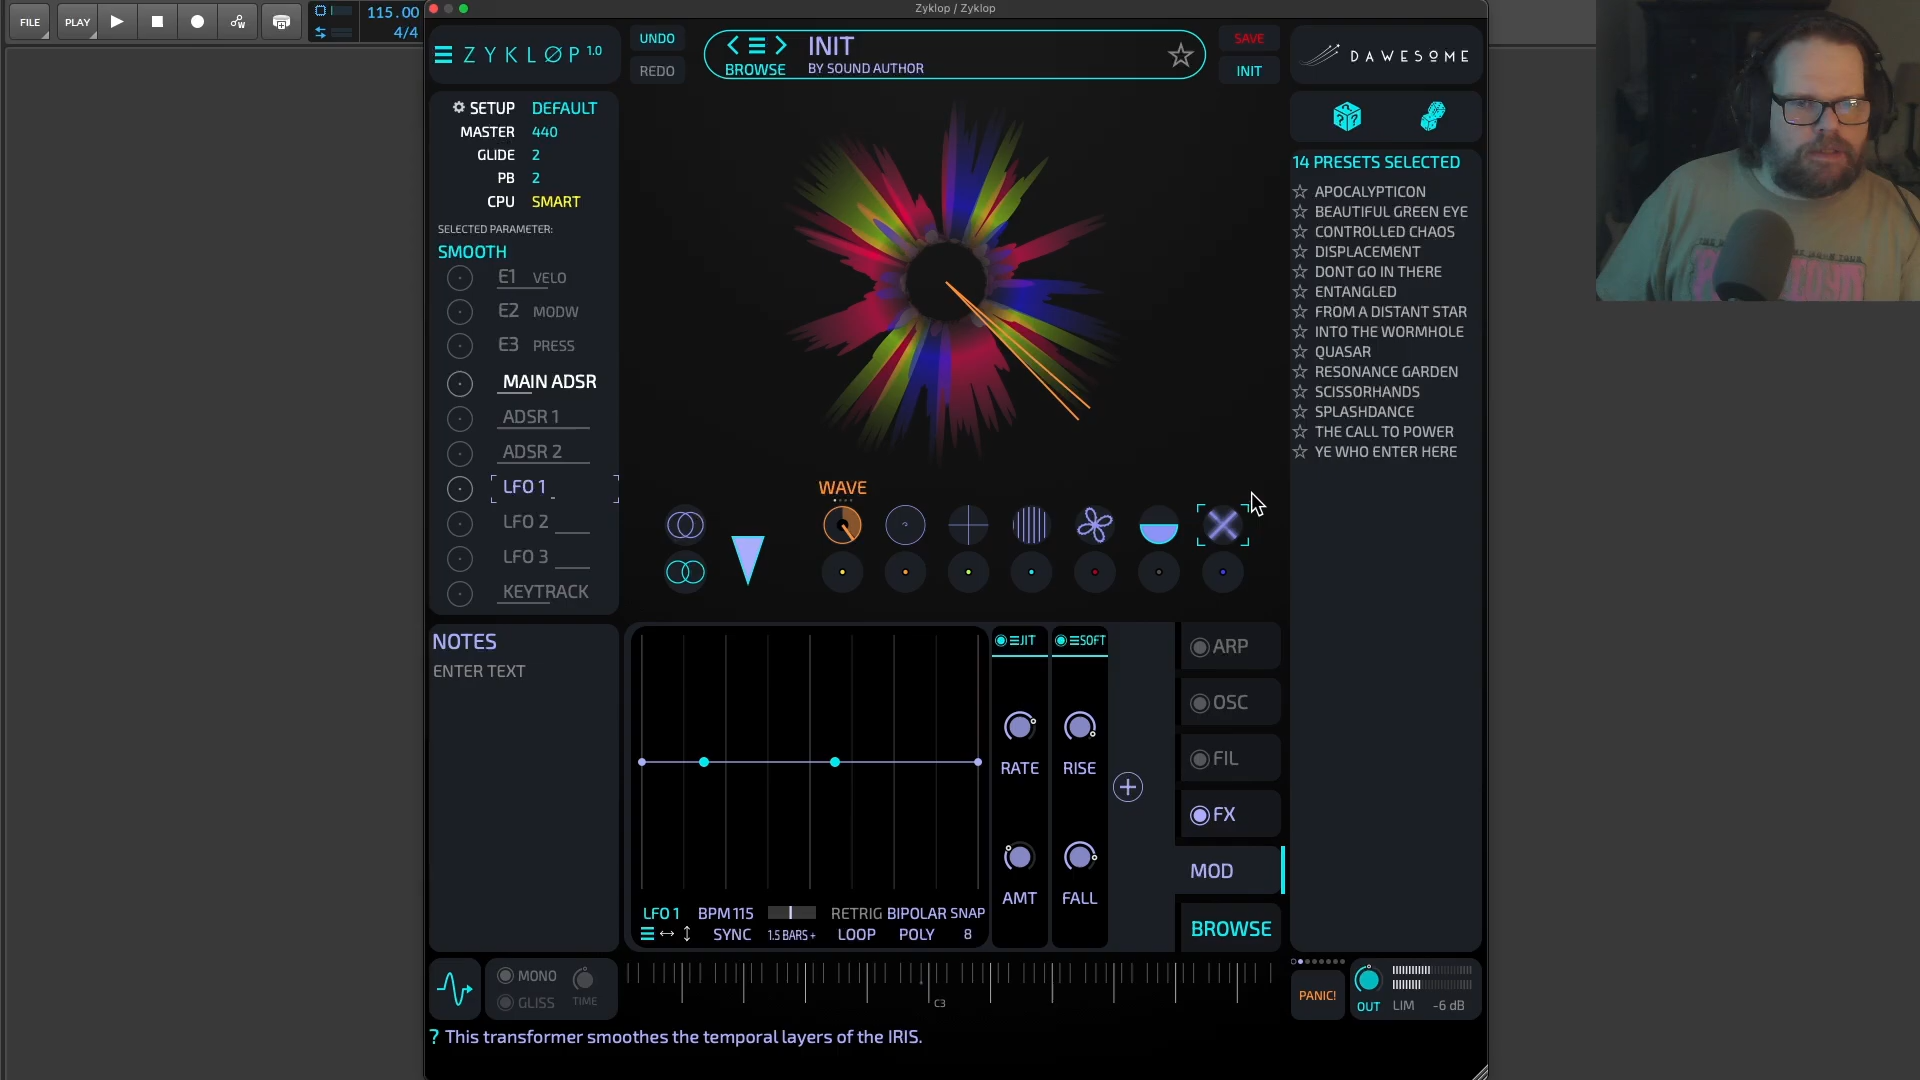 Zyklop / Zyklop
FILE
PLAY
115.00
4/4
ZYKLØP 1.0
UNDO
REDO
BROWSE
INIT
BY SOUND AUTHOR
SAVE
INIT
DAWESOME
SETUP DEFAULT
MASTER 440
GLIDE 2
PB 2
CPU SMART
SELECTED PARAMETER:
SMOOTH
E1 VELO
E2 MODW
E3 PRESS
MAIN ADSR
ADSR 1
ADSR 2
LFO 1
LFO 2
LFO 3
KEYTRACK
14 PRESETS SELECTED
APOCALYPTICON
BEAUTIFUL GREEN EYE
CONTROLLED CHAOS
DISPLACEMENT
DONT GO IN THERE
ENTANGLED
FROM A DISTANT STAR
INTO THE WORMHOLE
QUASAR
RESONANCE GARDEN
SCISSORHANDS
SPLASHDANCE
THE CALL TO POWER
YE WHO ENTER HERE
WAVE
NOTES
ENTER TEXT
JIT
SOFT
RATE
RISE
AMT
FALL
LFO 1 BPM 115 RETRIG BIPOLAR SNAP
SYNC 1.5 BARS + LOOP POLY 8
ARP
OSC
FIL
FX
MOD
BROWSE
MONO
GLISS
TIME
C3
PANIC!
OUT LIM -6 dB
? This transformer smoothes the temporal layers of the IRIS.